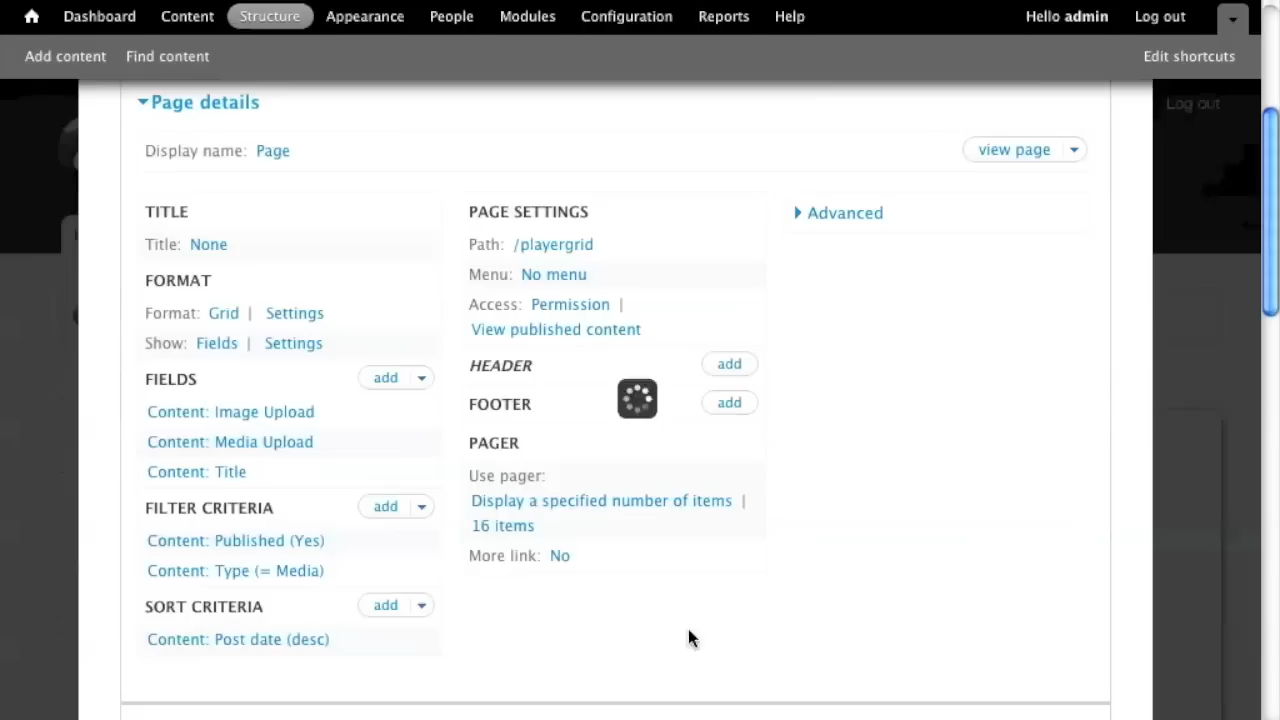 Dashboard Content Structure Appearance People Modules Configuration Reports Help Hello admin Log out
Add content Find content Edit shortcuts
Log out
Page details
Display name: Page view page
TITLE
Title: None
FORMAT
Format: Grid | Settings
Show: Fields | Settings
FIELDS add
Content: Image Upload
Content: Media Upload
Content: Title
FILTER CRITERIA add
Content: Published (Yes)
Content: Type (= Media)
SORT CRITERIA add
Content: Post date (desc)
PAGE SETTINGS
Path: /playergrid
Menu: No menu
Access: Permission |
View published content
HEADER add
FOOTER add
PAGER
Use pager:
Display a specified number of items |
16 items
More link: No
Advanced